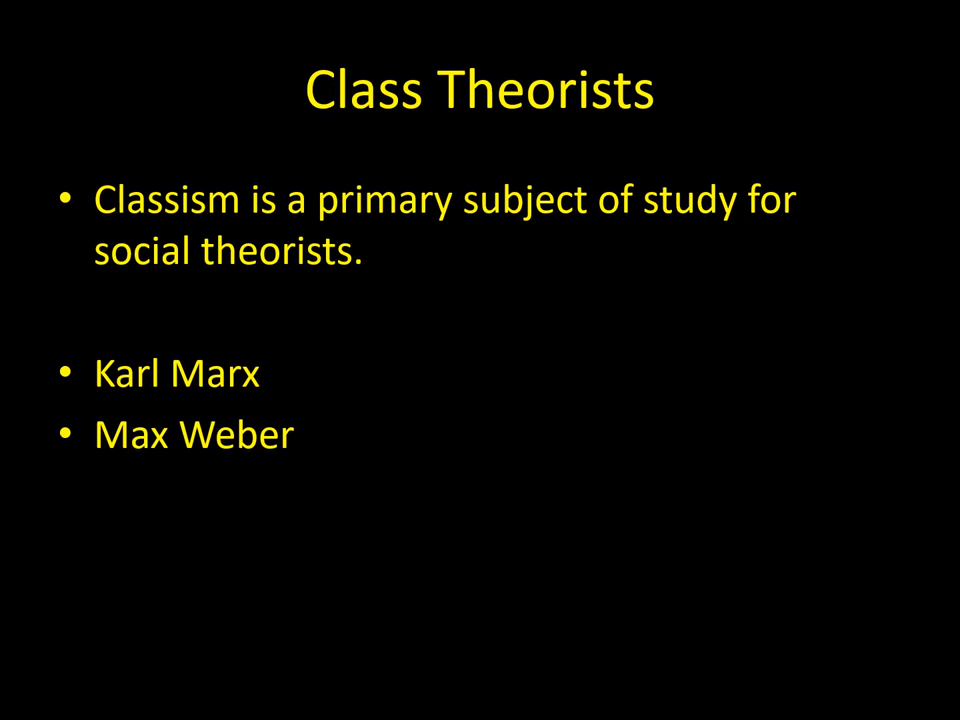 Class Theorists
• Classism is a primary subject of study for
social theorists.
• Karl Marx
• Max Weber